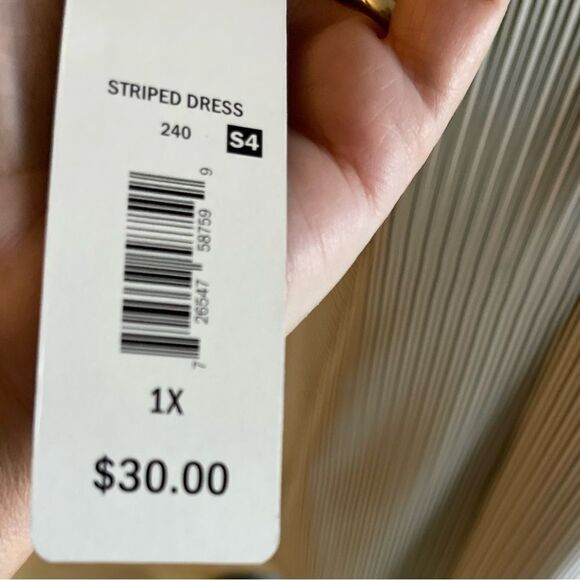 STRIPED DRESS
240
S4
7 26547 58759 9
1X
$30.00